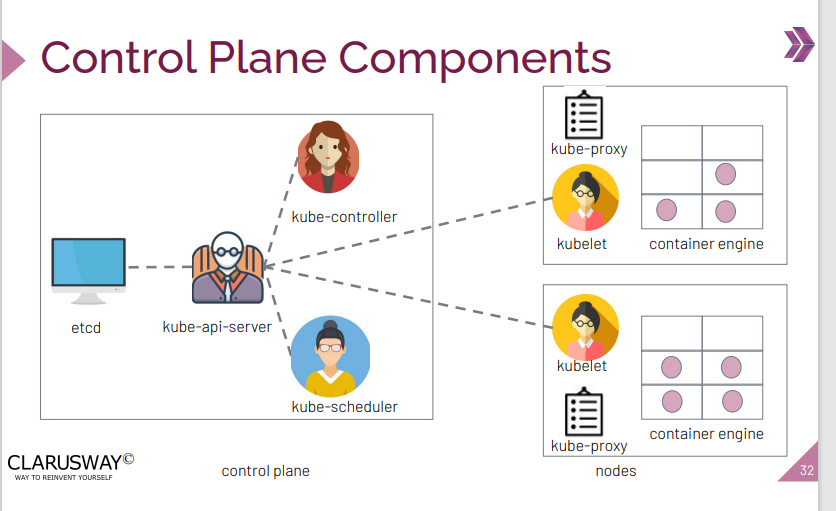 Control Plane Components
kube-controller
etcd
kube-api-server
kube-scheduler
control plane
kube-proxy
kubelet
container engine
kubelet
kube-proxy
container engine
nodes
CLARUSWAY©
WAY TO REINVENT YOURSELF
32